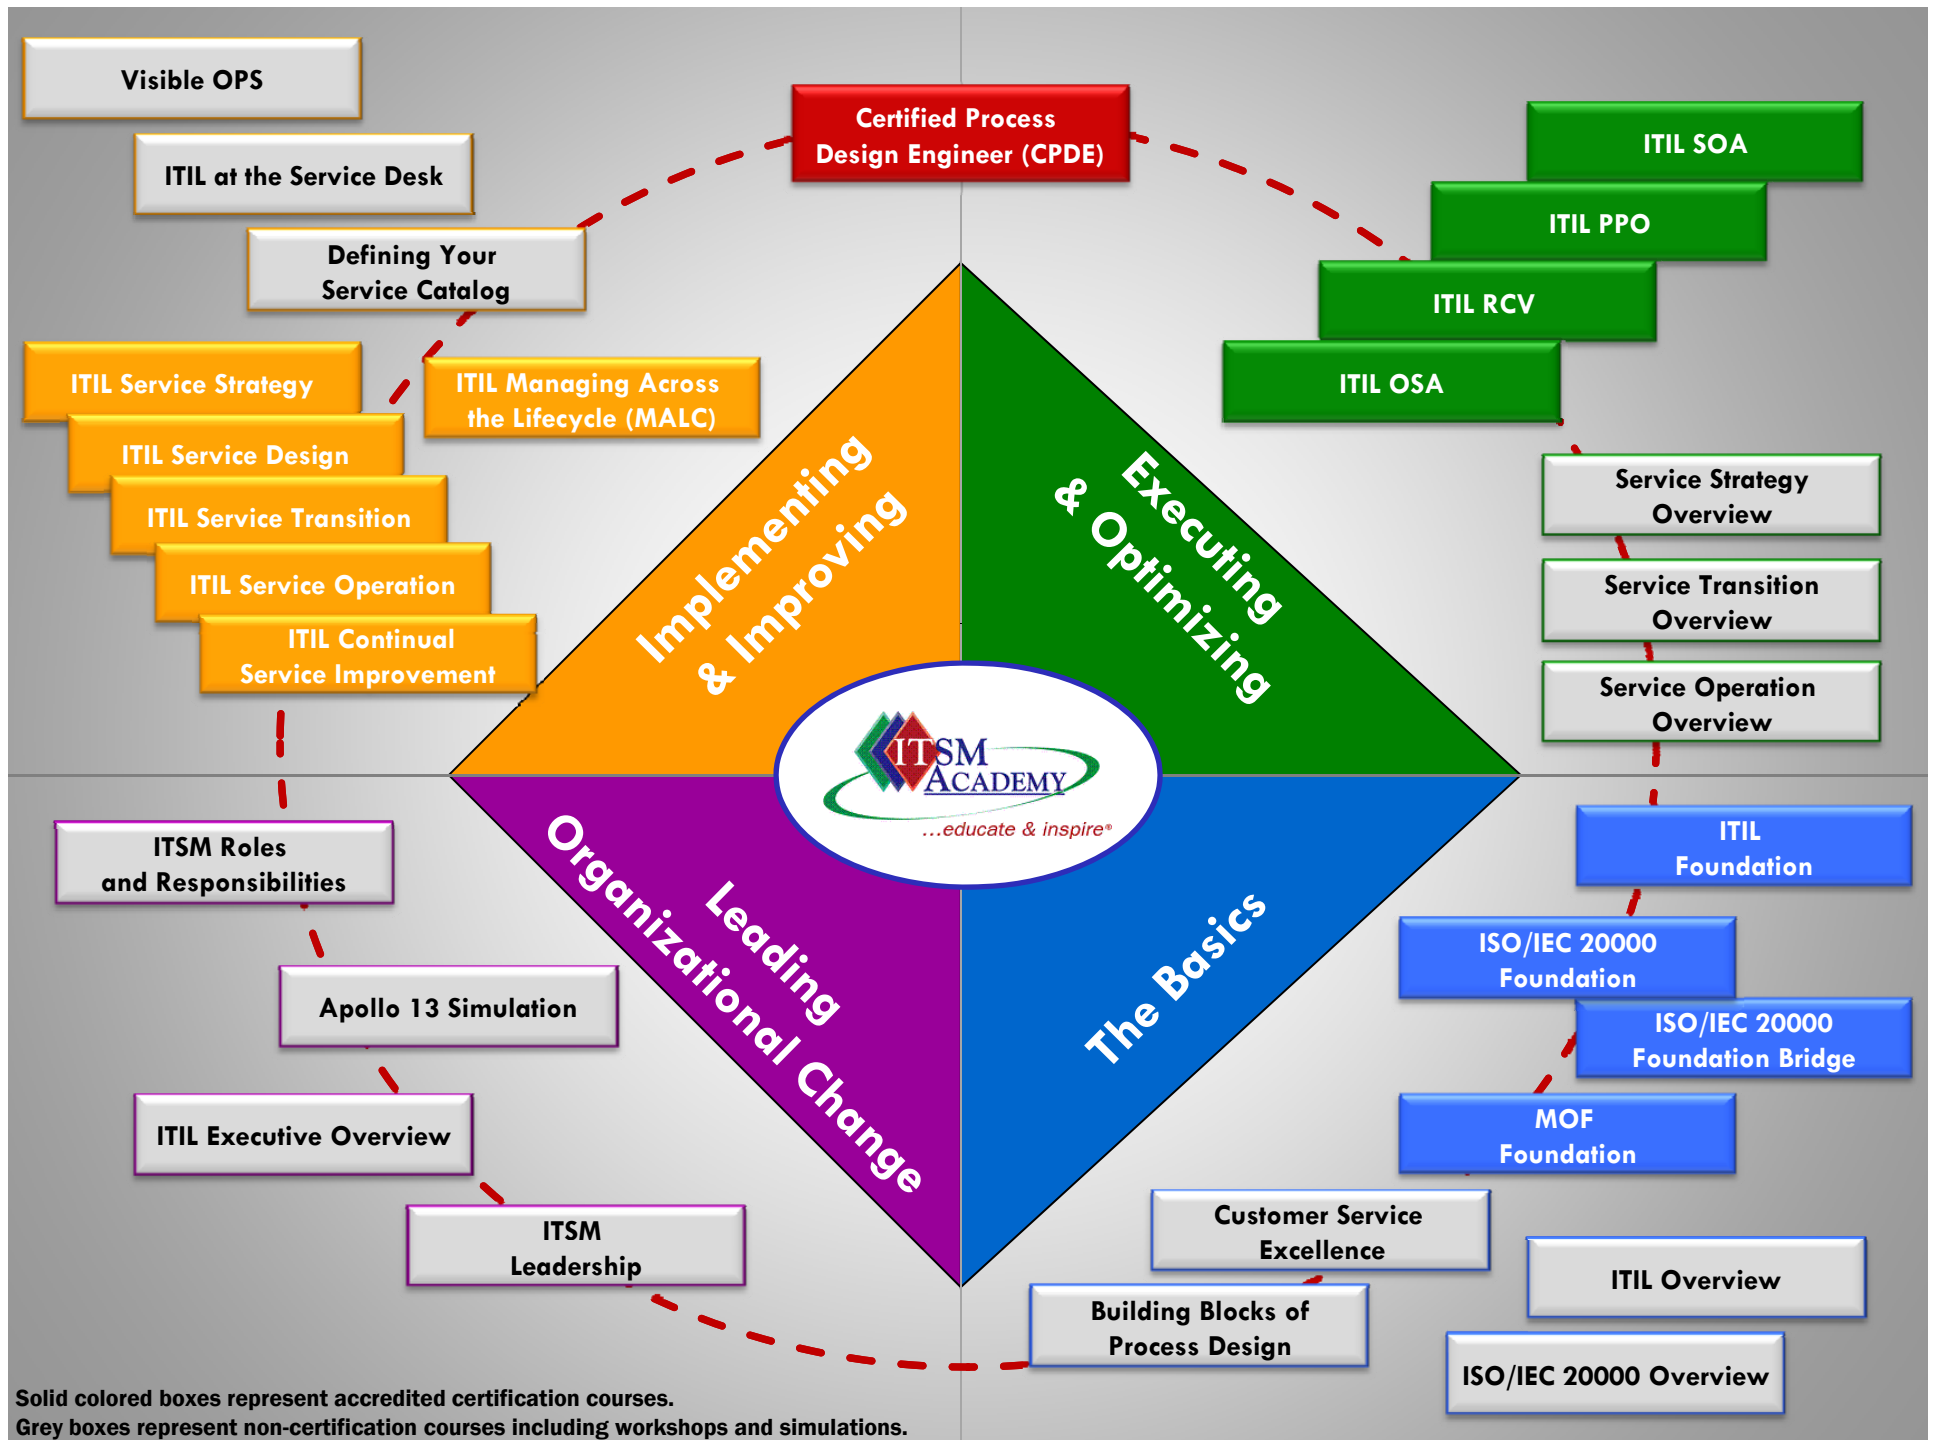 Visible OPS
ITIL at the Service Desk
Defining Your
Service Catalog
Certified Process
Design Engineer (CPDE)
ITIL SOA
ITIL PPO
ITIL RCV
ITIL OSA
ITIL Service Strategy
ITIL Service Design
ITIL Service Transition
ITIL Service Operation
ITIL Continual
Service Improvement
ITIL Managing Across
the Lifecycle (MALC)
Implementing
& Improving
Executing
& Optimizing
Service Strategy
Overview
Service Transition
Overview
Service Operation
Overview
ITSM
ACADEMY
...educate & inspire®
Leading
Organizational Change
The Basics
ITSM Roles
and Responsibilities
Apollo 13 Simulation
ITIL Executive Overview
ITSM
Leadership
ITIL
Foundation
ISO/IEC 20000
Foundation
ISO/IEC 20000
Foundation Bridge
MOF
Foundation
Customer Service
Excellence
Building Blocks of
Process Design
ITIL Overview
ISO/IEC 20000 Overview
Solid colored boxes represent accredited certification courses.
Grey boxes represent non-certification courses including workshops and simulations.